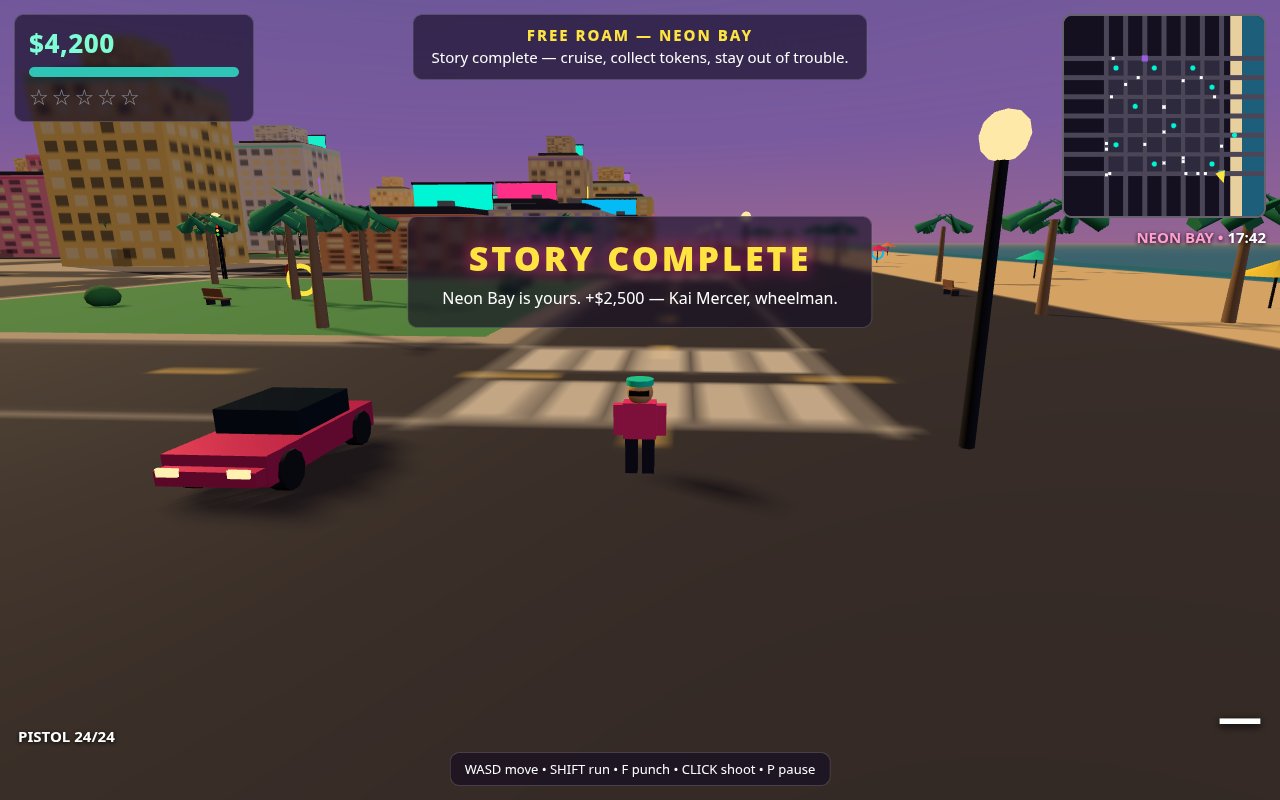 $4,200
FREE ROAM — NEON BAY
Story complete — cruise, collect tokens, stay out of trouble.
NEON BAY • 17:42
STORY COMPLETE
Neon Bay is yours. +$2,500 — Kai Mercer, wheelman.
PISTOL 24/24
WASD move • SHIFT run • F punch • CLICK shoot • P pause